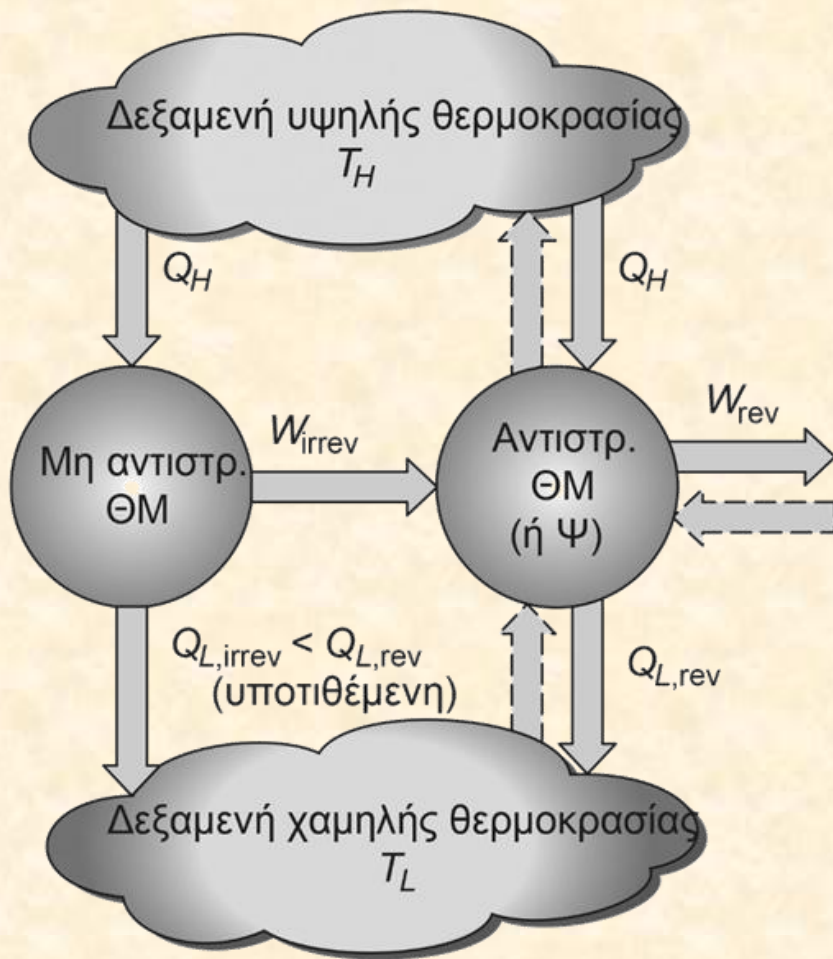 Δεξαμενή υψηλής θερμοκρασίας
T_H
Q_H
Q_H
Μη αντιστρ.
ΘΜ
W_irrev
Αντιστρ.
ΘΜ
(ή Ψ)
W_rev
Q_L,irrev < Q_L,rev
(υποτιθέμενη)
Q_L,rev
Δεξαμενή χαμηλής θερμοκρασίας
T_L